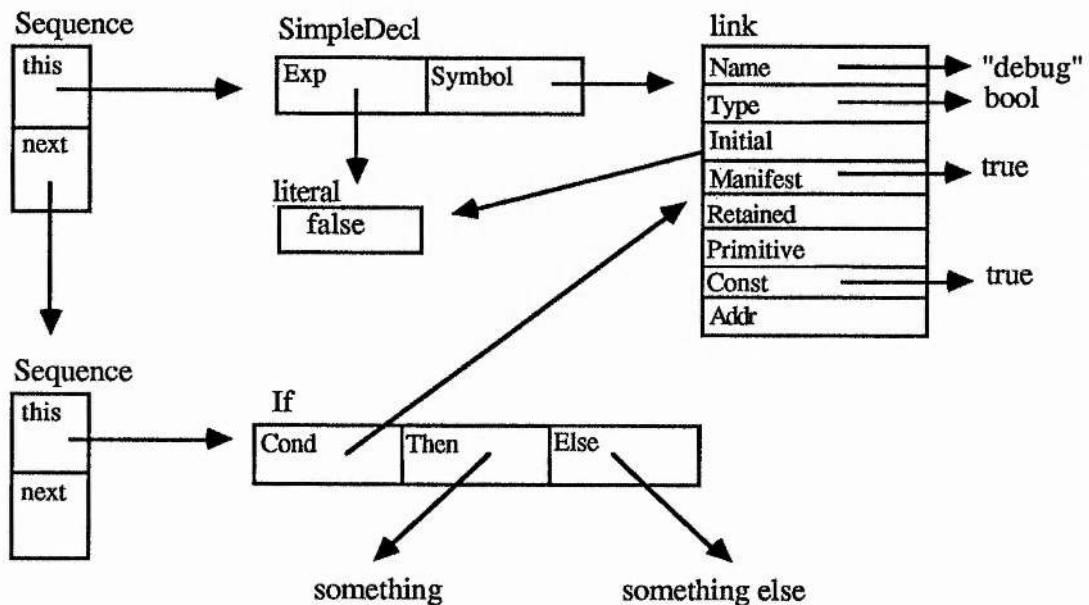 Sequence
this
next
SimpleDecl
Exp
Symbol
literal
false
link
Name
"debug"
Type
bool
Initial
Manifest
true
Retained
Primitive
Const
true
Addr
Sequence
this
next
If
Cond
Then
Else
something
something else